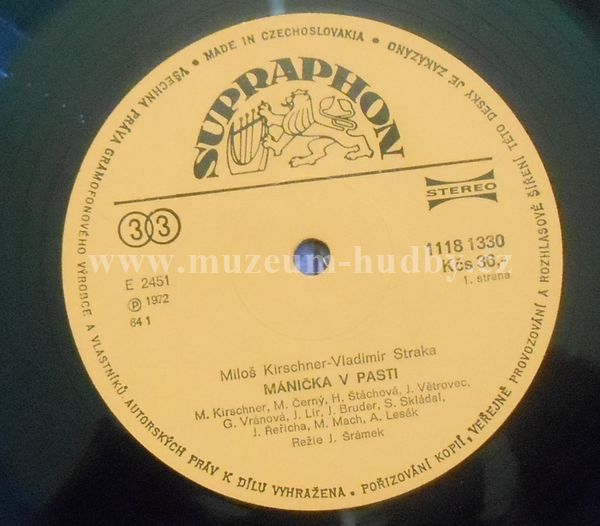 VŠECHNA PRÁVA GRAMOFONOVÉHO VÝROBCE A VLASTNÍKŮ AUTORSKÝCH PRÁV K DÍLU VYHRAŽENA • POŘIZOVÁNÍ KOPIÍ, VEŘEJNÉ PROVOZOVÁNÍ A ROZHLASOVÉ ŠÍŘENÍ TÉTO DESKY JE ZAKÁZÁNO • MADE IN CZECHOSLOVAKIA •
SUPRAPHON
33
STEREO
1118 1330
Kčs 36,-
1. strana
www.muzeum-hudby.cz
E 2451
Ⓟ 1972
64 1
Miloš Kirschner-Vladimír Straka
MÁNIČKA V PASTI
M. Kirschner, M. Černý, H. Štáchová, J. Větrovec,
G. Vránová, J. Lír, J. Bruder, S. Skládal,
J. Řeřicha, M. Mach, A. Lesák
Režie J. Šrámek